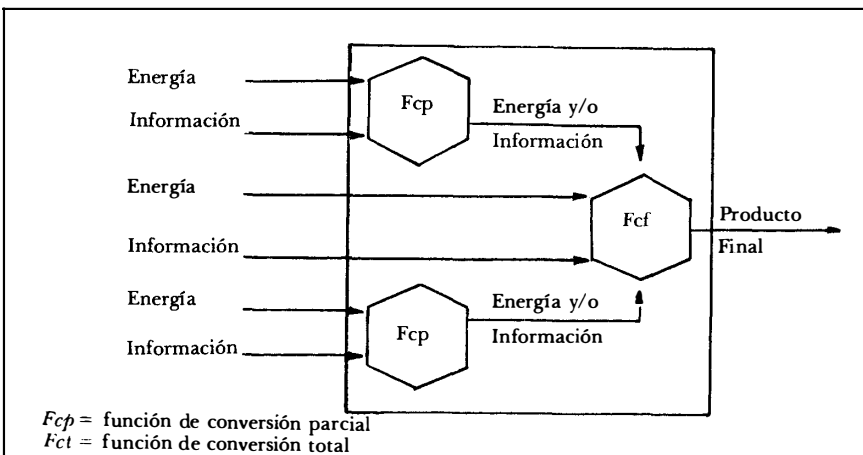 Energía
Información
Fcp
Energía y/o
Información
Energía
Información
Fcf
Producto
Final
Energía
Información
Fcp
Energía y/o
Información
Fcp = función de conversión parcial
Fct = función de conversión total